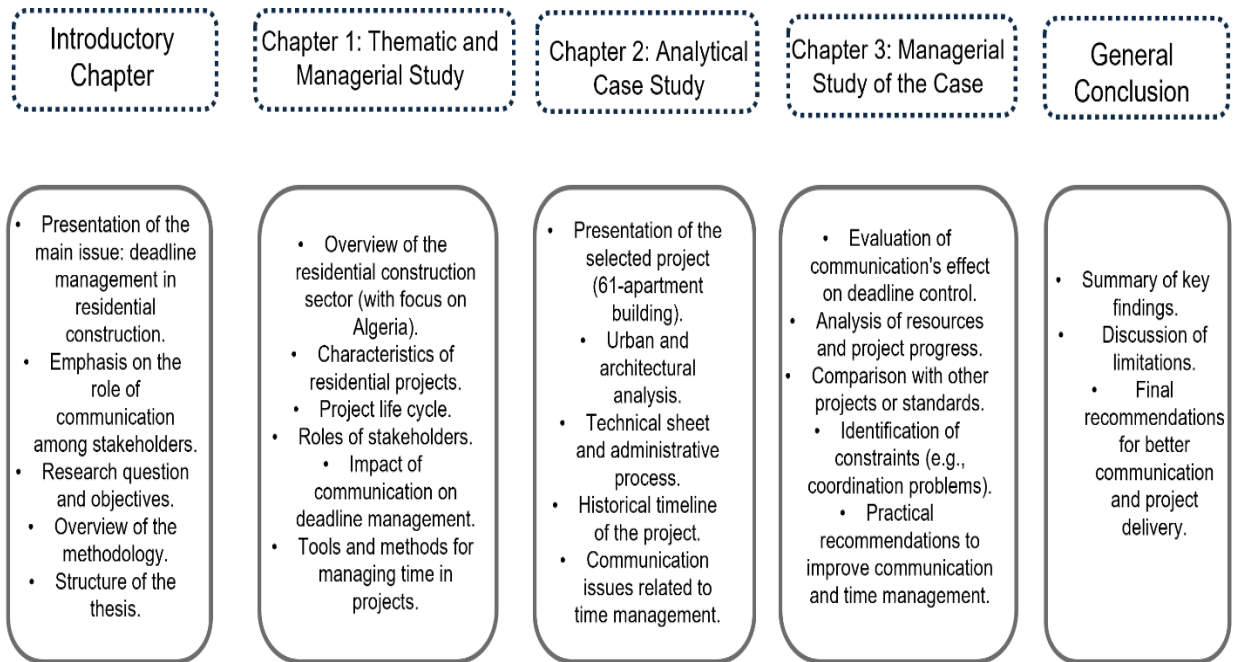 Introductory
Chapter
Chapter 1: Thematic and
Managerial Study
Chapter 2: Analytical
Case Study
Chapter 3: Managerial
Study of the Case
General
Conclusion
• Presentation of the
main issue: deadline
management in
residential
construction.
• Emphasis on the
role of
communication
among stakeholders.
• Research question
and objectives.
• Overview of the
methodology.
• Structure of the
thesis.
• Overview of the
residential construction
sector (with focus on
Algeria).
• Characteristics of
residential projects.
• Project life cycle.
• Roles of stakeholders.
• Impact of
communication on
deadline management.
• Tools and methods for
managing time in
projects.
• Presentation of the
selected project
(61-apartment
building).
• Urban and
architectural
analysis.
• Technical sheet
and administrative
process.
• Historical timeline
of the project.
• Communication
issues related to
time management.
• Evaluation of
communication's effect
on deadline control.
• Analysis of resources
and project progress.
• Comparison with other
projects or standards.
• Identification of
constraints (e.g.,
coordination problems).
• Practical
recommendations to
improve communication
and time management.
• Summary of key
findings.
• Discussion of
limitations.
• Final
recommendations
for better
communication
and project
delivery.